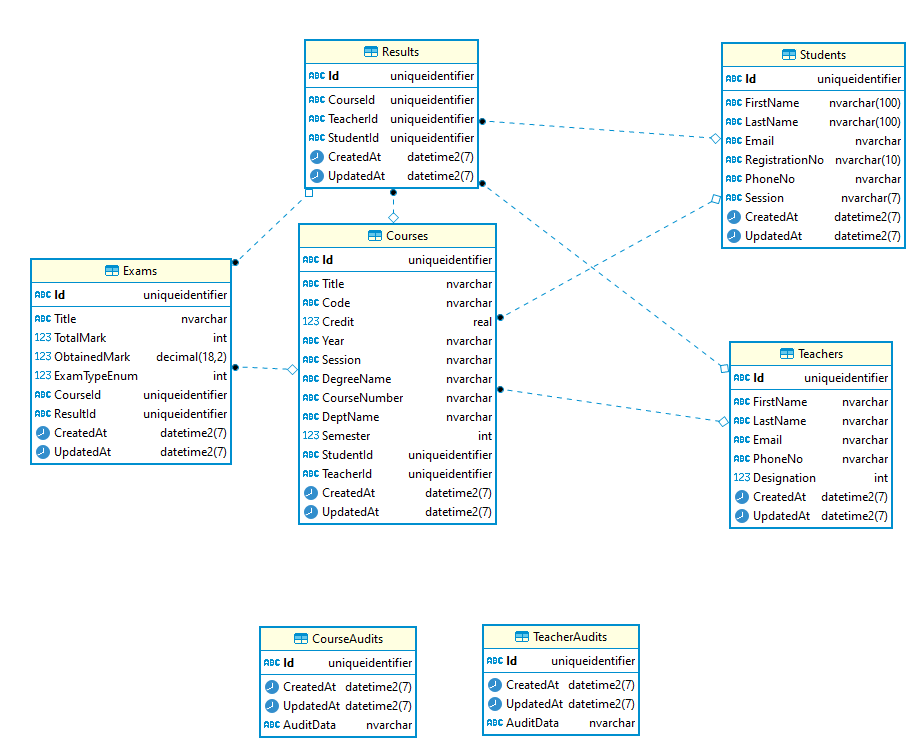 Results
ABC Id uniqueidentifier
ABC CourseId uniqueidentifier
ABC TeacherId uniqueidentifier
ABC StudentId uniqueidentifier
CreatedAt datetime2(7)
UpdatedAt datetime2(7)
Students
ABC Id uniqueidentifier
ABC FirstName nvarchar(100)
ABC LastName nvarchar(100)
ABC Email nvarchar
ABC RegistrationNo nvarchar(10)
ABC PhoneNo nvarchar
ABC Session nvarchar(7)
CreatedAt datetime2(7)
UpdatedAt datetime2(7)
Courses
ABC Id uniqueidentifier
ABC Title nvarchar
ABC Code nvarchar
123 Credit real
ABC Year nvarchar
ABC Session nvarchar
ABC DegreeName nvarchar
ABC CourseNumber nvarchar
ABC DeptName nvarchar
123 Semester int
ABC StudentId uniqueidentifier
ABC TeacherId uniqueidentifier
CreatedAt datetime2(7)
UpdatedAt datetime2(7)
Exams
ABC Id uniqueidentifier
ABC Title nvarchar
123 TotalMark int
123 ObtainedMark decimal(18,2)
123 ExamTypeEnum int
ABC CourseId uniqueidentifier
ABC ResultId uniqueidentifier
CreatedAt datetime2(7)
UpdatedAt datetime2(7)
Teachers
ABC Id uniqueidentifier
ABC FirstName nvarchar
ABC LastName nvarchar
ABC Email nvarchar
ABC PhoneNo nvarchar
123 Designation int
CreatedAt datetime2(7)
UpdatedAt datetime2(7)
CourseAudits
ABC Id uniqueidentifier
CreatedAt datetime2(7)
UpdatedAt datetime2(7)
ABC AuditData nvarchar
TeacherAudits
ABC Id uniqueidentifier
CreatedAt datetime2(7)
UpdatedAt datetime2(7)
ABC AuditData nvarchar